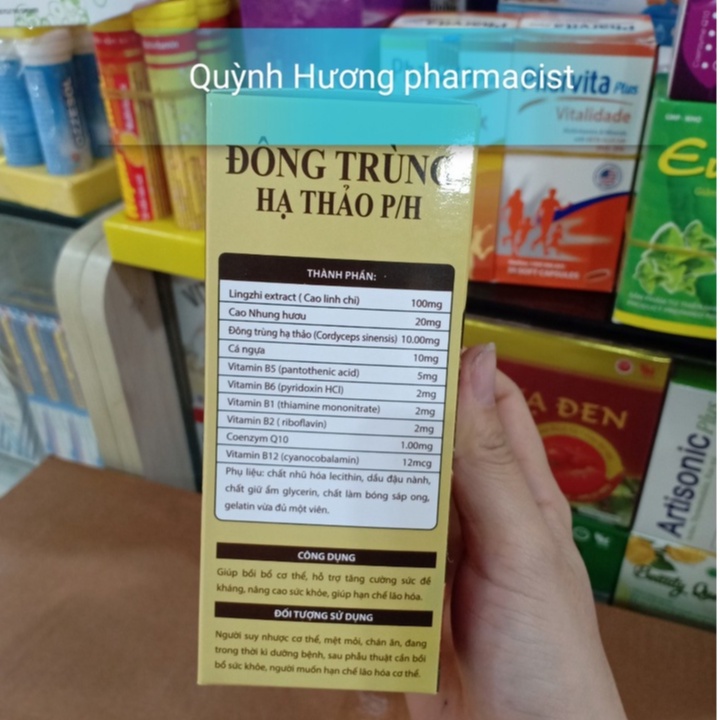 Quỳnh Hương pharmacist
Pharvita
vita Plus
Vitalidade
ĐÔNG TRÙNG
HẠ THẢO P/H
THÀNH PHẦN:
Lingzhi extract ( Cao linh chi) 100mg
Cao Nhung hươu 20mg
Đông trùng hạ thảo (Cordyceps sinensis) 10.00mg
Cá ngựa 10mg
Vitamin B5 (pantothenic acid) 5mg
Vitamin B6 (pyridoxin HCl) 2mg
Vitamin B1 (thiamine mononitrate) 2mg
Vitamin B2 ( riboflavin) 2mg
Coenzym Q10 1.00mg
Vitamin B12 (cyanocobalamin) 12mcg
Phụ liệu: chất nhũ hóa lecithin, dầu đậu nành,
chất giữ ẩm glycerin, chất làm bóng sáp ong,
gelatin vừa đủ một viên.
CÔNG DỤNG
Giúp bồi bổ cơ thể, hỗ trợ tăng cường sức đề
kháng, nâng cao sức khỏe, giúp hạn chế lão hóa.
ĐỐI TƯỢNG SỬ DỤNG
Người suy nhược cơ thể, mệt mỏi, chán ăn, đang
trong thời kì dưỡng bệnh, sau phẫu thuật cần bồi
bổ sức khỏe, người muốn hạn chế lão hóa cơ thể.
ĐEN
Artisonic Plus
Beauty